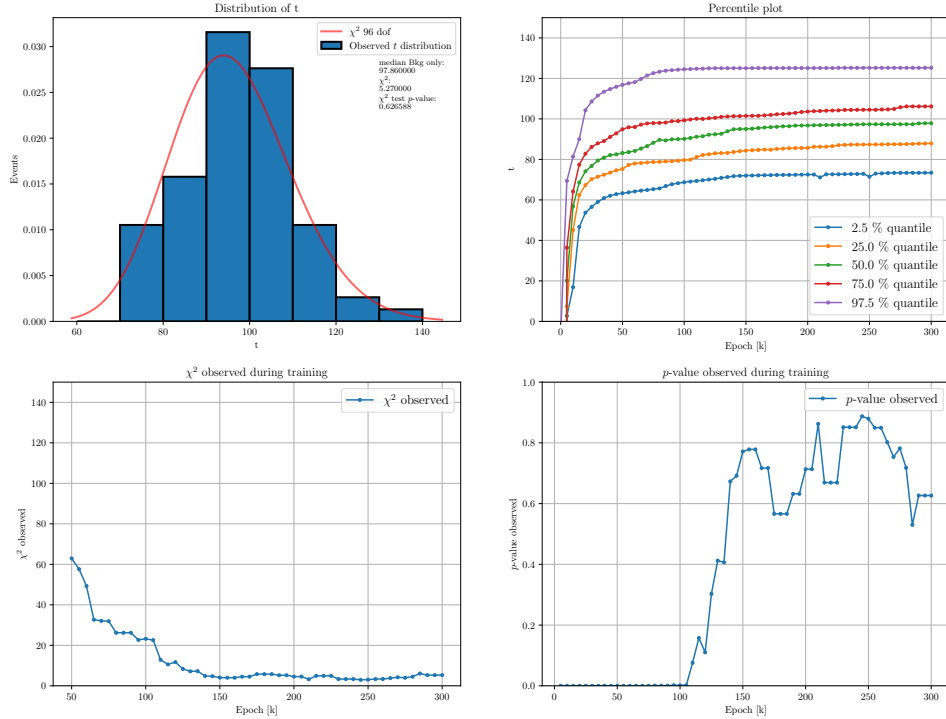 Distribution of t
χ² 96 dof
Observed t distribution
median Bkg only:
97.860000
χ²:
5.270000
χ² test p-value:
0.626588
Events
0.030
0.025
0.020
0.015
0.010
0.005
0.000
60 80 100 120 140
t
Percentile plot
t
140
120
100
80
60
40
20
0
2.5 % quantile
25.0 % quantile
50.0 % quantile
75.0 % quantile
97.5 % quantile
0 50 100 150 200 250 300
Epoch [k]
χ² observed during training
χ² observed
χ² observed
140
120
100
80
60
40
20
0
50 100 150 200 250 300
Epoch [k]
p-value observed during training
p-value observed
p-value observed
1.0
0.8
0.6
0.4
0.2
0.0
0 50 100 150 200 250 300
Epoch [k]